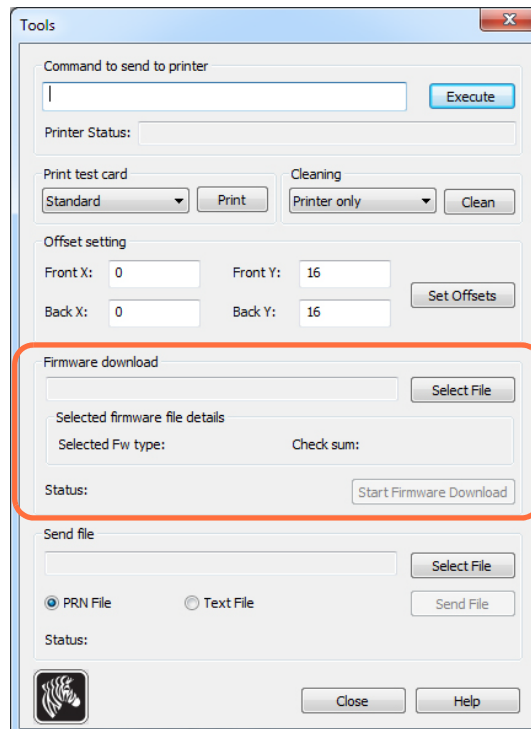 Tools
Command to send to printer
Execute
Printer Status:
Print test card
Standard
Print
Cleaning
Printer only
Clean
Offset setting
Front X: 0 Front Y: 16
Back X: 0 Back Y: 16
Set Offsets
Firmware download
Select File
Selected firmware file details
Selected Fw type: Check sum:
Status:
Start Firmware Download
Send file
Select File
PRN File Text File
Send File
Status:
Close Help